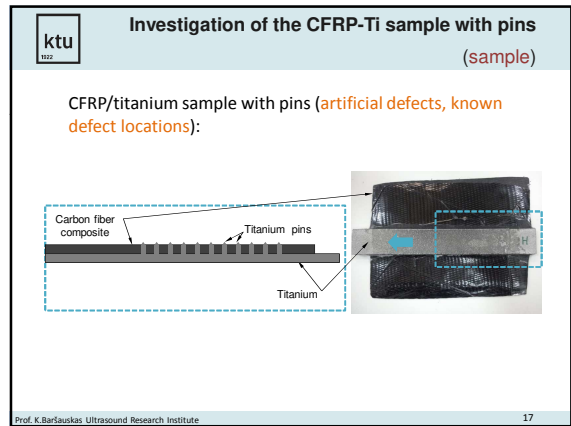 ktu
1922
Investigation of the CFRP-Ti sample with pins
(sample)
CFRP/titanium sample with pins (artificial defects, known
defect locations):
Carbon fiber
composite
Titanium pins
Titanium
H
Prof. K.Baršauskas Ultrasound Research Institute
17